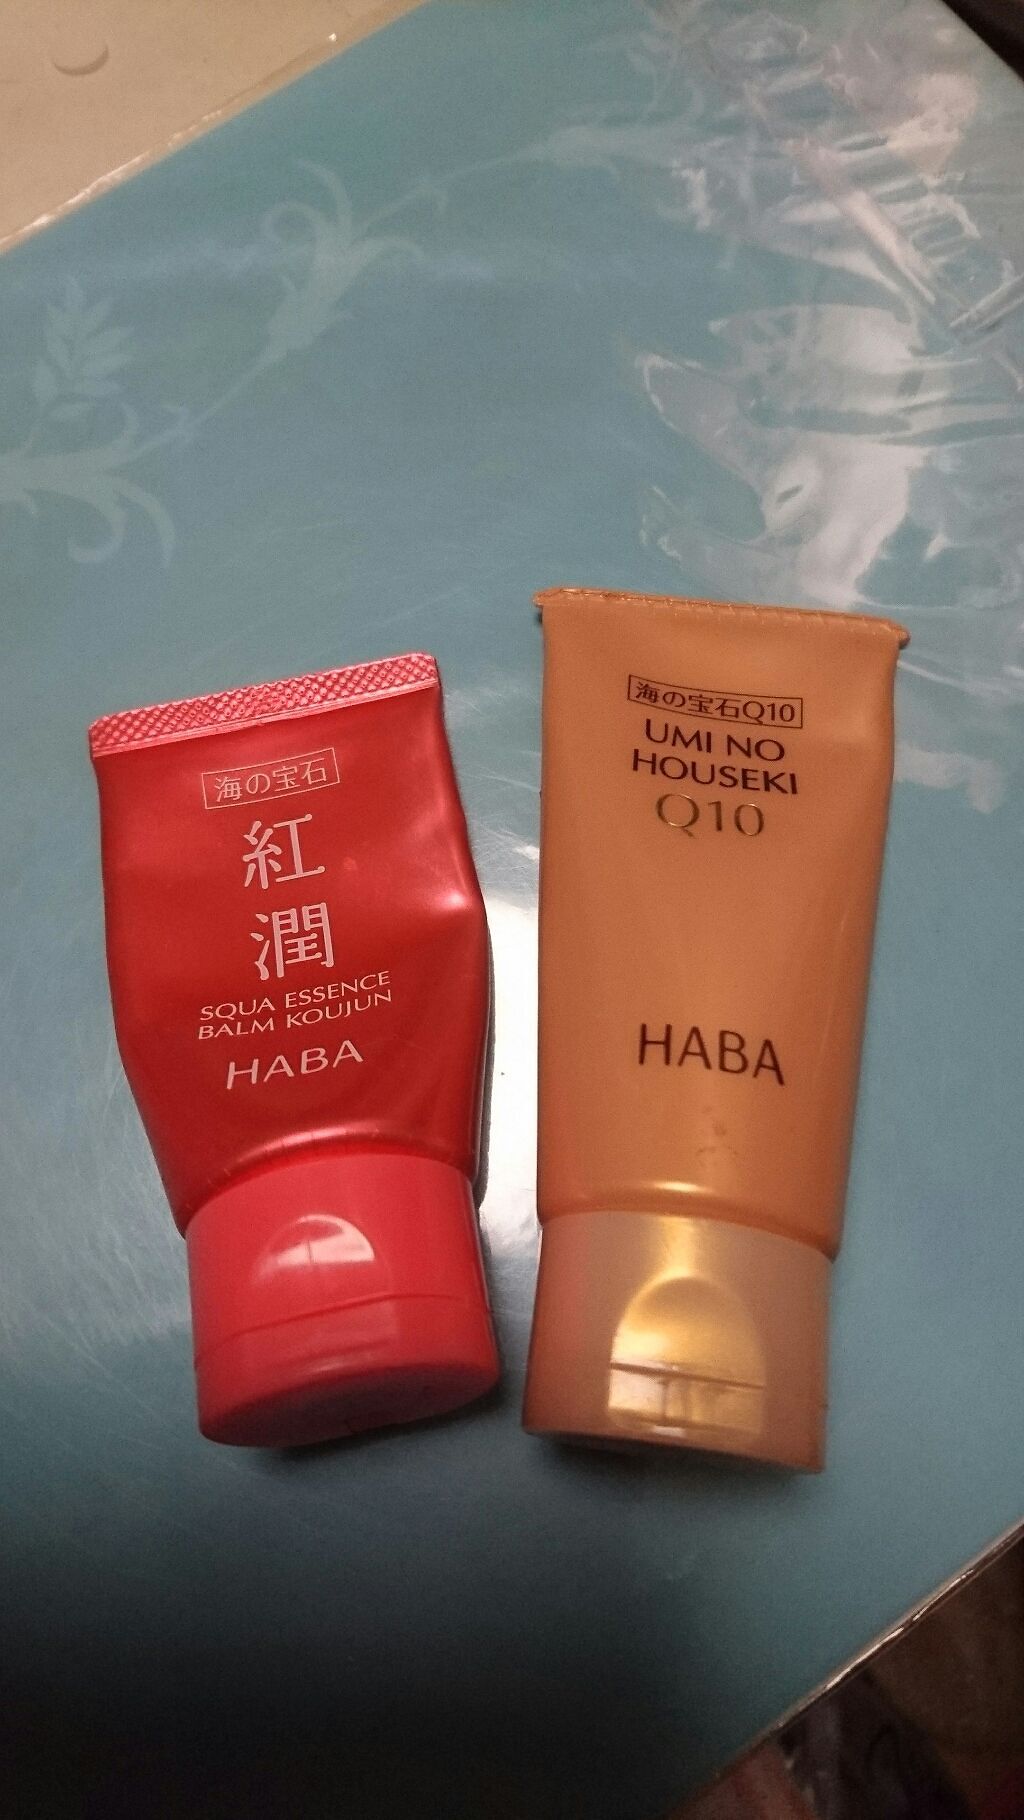 海の宝石
紅
潤
SQUA ESSENCE
BALM KOUJUN
HABA
海の宝石Q10
UMI NO
HOUSEKI
Q10
HABA